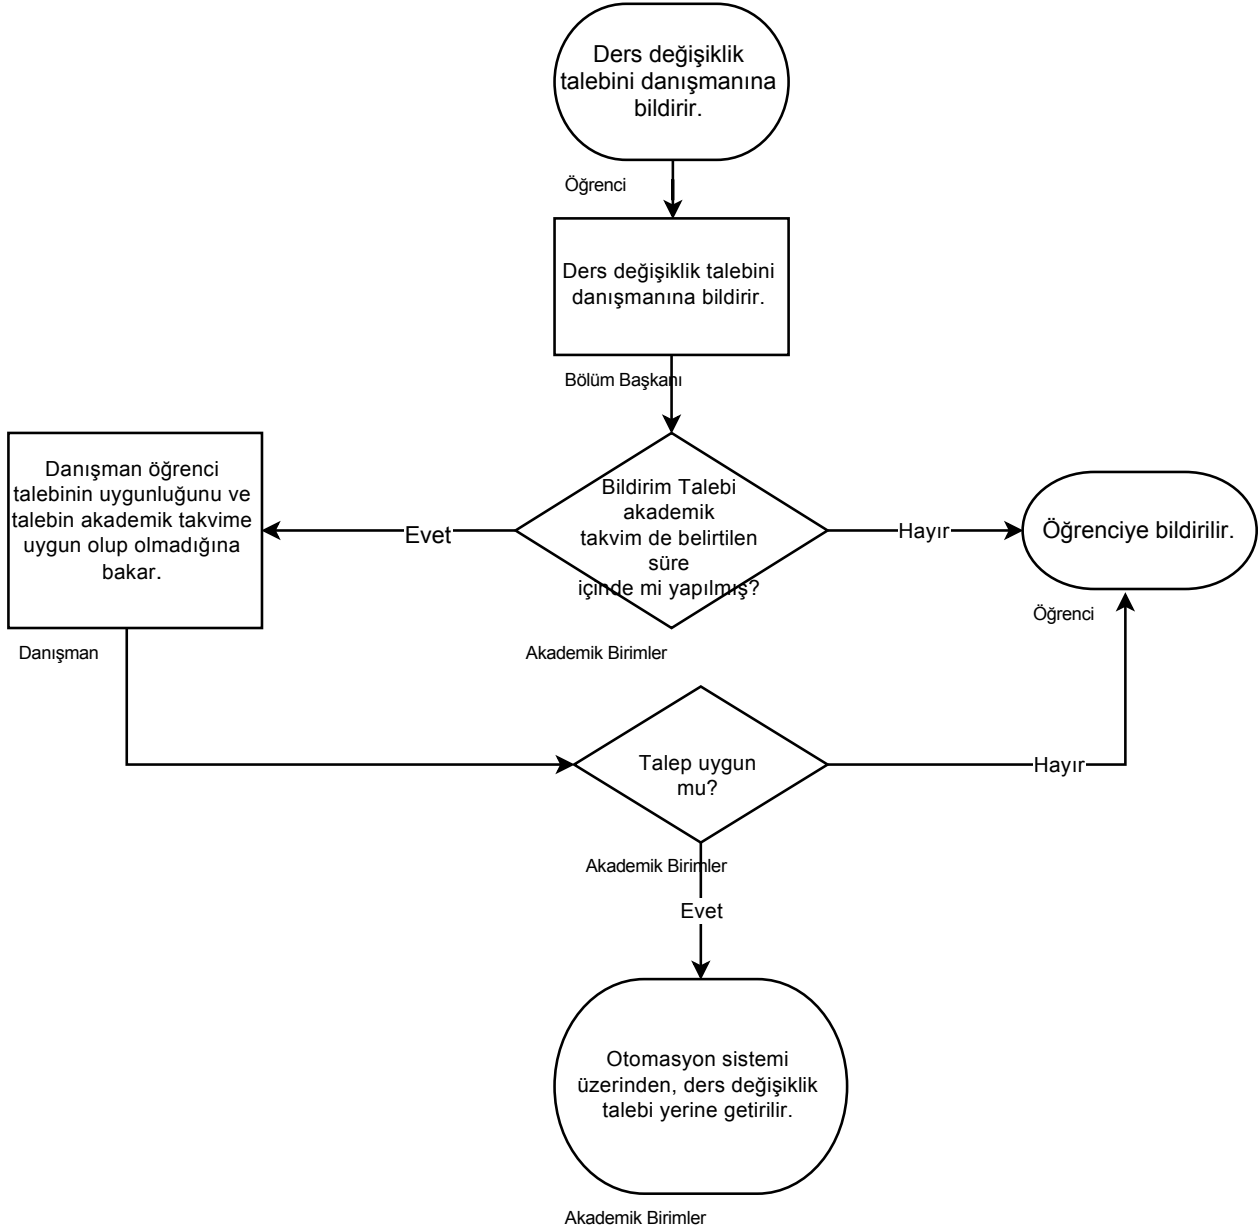 Ders değişiklik
talebini danışmanına
bildirir.
Öğrenci
Ders değişiklik talebini
danışmanına bildirir.
Bölüm Başkanı
Danışman öğrenci
talebinin uygunluğunu ve
talebin akademik takvime
uygun olup olmadığına
bakar.
Danışman
Evet
Bildirim Talebi
akademik
takvim de belirtilen
süre
içinde mi yapılmış?
Akademik Birimler
Hayır
Öğrenciye bildirilir.
Öğrenci
Talep uygun
mu?
Akademik Birimler
Hayır
Evet
Otomasyon sistemi
üzerinden, ders değişiklik
talebi yerine getirilir.
Akademik Birimler